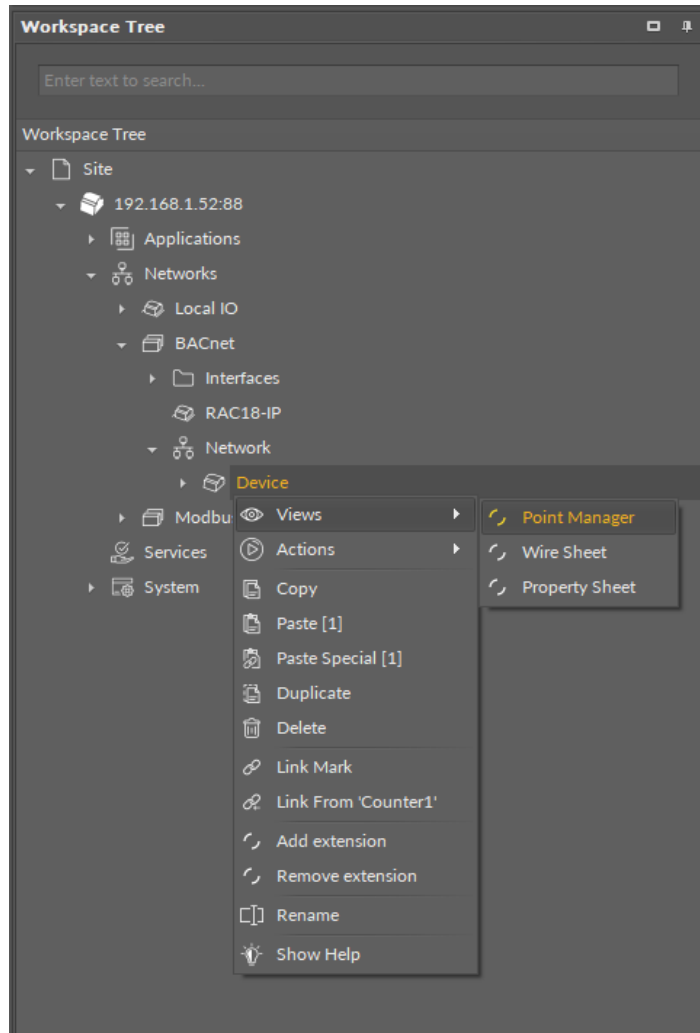 Workspace Tree
Enter text to search...
Workspace Tree
Site
192.168.1.52:88
Applications
Networks
Local IO
BACnet
Interfaces
RAC18-IP
Network
Device
Views
Point Manager
Actions
Wire Sheet
Property Sheet
Services
System
Copy
Paste [1]
Paste Special [1]
Duplicate
Delete
Link Mark
Link From 'Counter1'
Add extension
Remove extension
Rename
Show Help